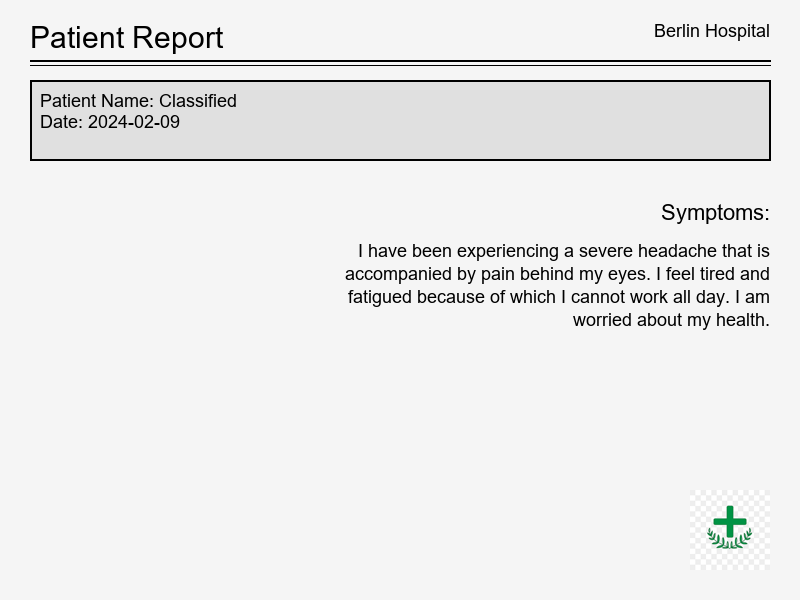 Patient Report
Berlin Hospital
Patient Name: Classified
Date: 2024-02-09
Symptoms:
I have been experiencing a severe headache that is
accompanied by pain behind my eyes. I feel tired and
fatigued because of which I cannot work all day. I am
worried about my health.